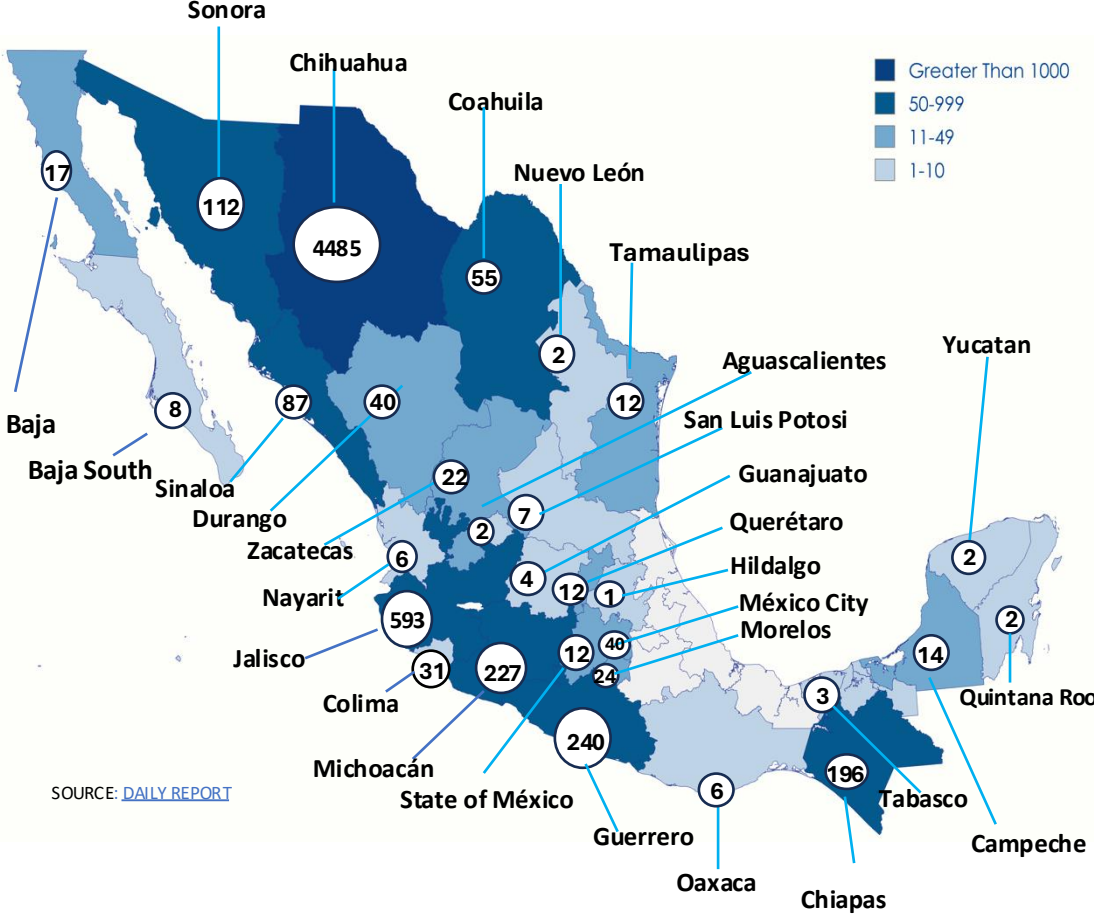 Sonora
Chihuahua
Coahuila
Nuevo León
Tamaulipas
Greater Than 1000
50-999
11-49
1-10
17
112
4485
55
2
12
Yucatan
Aguascalientes
San Luis Potosi
Guanajuato
Querétaro
Hildalgo
México City
Morelos
Baja
8
Baja South
87
Sinaloa
40
Durango
22
Zacatecas
2
7
6
Nayarit
4
12
1
2
593
Jalisco
40
12
24
2
14
31
Colima
227
3
Quintana Roo
240
Michoacán
State of México
196
6
Tabasco
SOURCE: DAILY REPORT
Guerrero
Campeche
Oaxaca
Chiapas